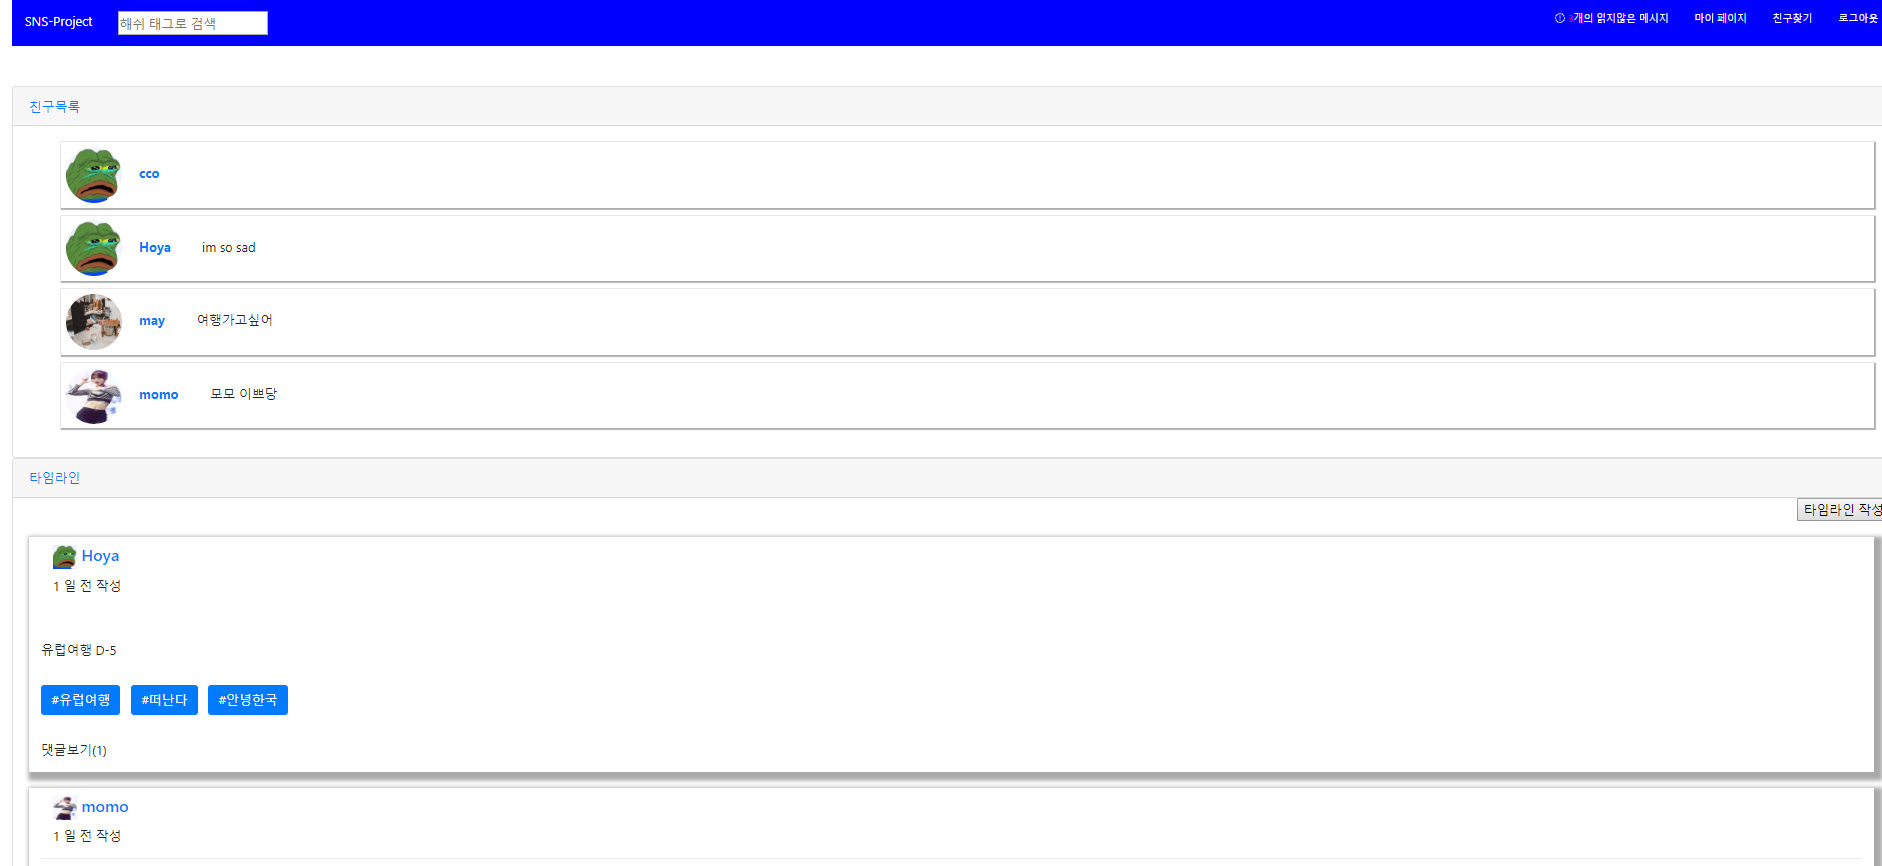 SNS-Project 해쉬 태그로 검색 3개의 읽지않은 메시지 마이 페이지 친구찾기 로그아웃
친구목록
cco
Hoya im so sad
may 여행가고싶어
momo 모모 이쁘당
타임라인
타임라인 작성
Hoya
1 일 전 작성
유럽여행 D-5
#유럽여행 #떠난다 #안녕한국
댓글보기(1)
momo
1 일 전 작성